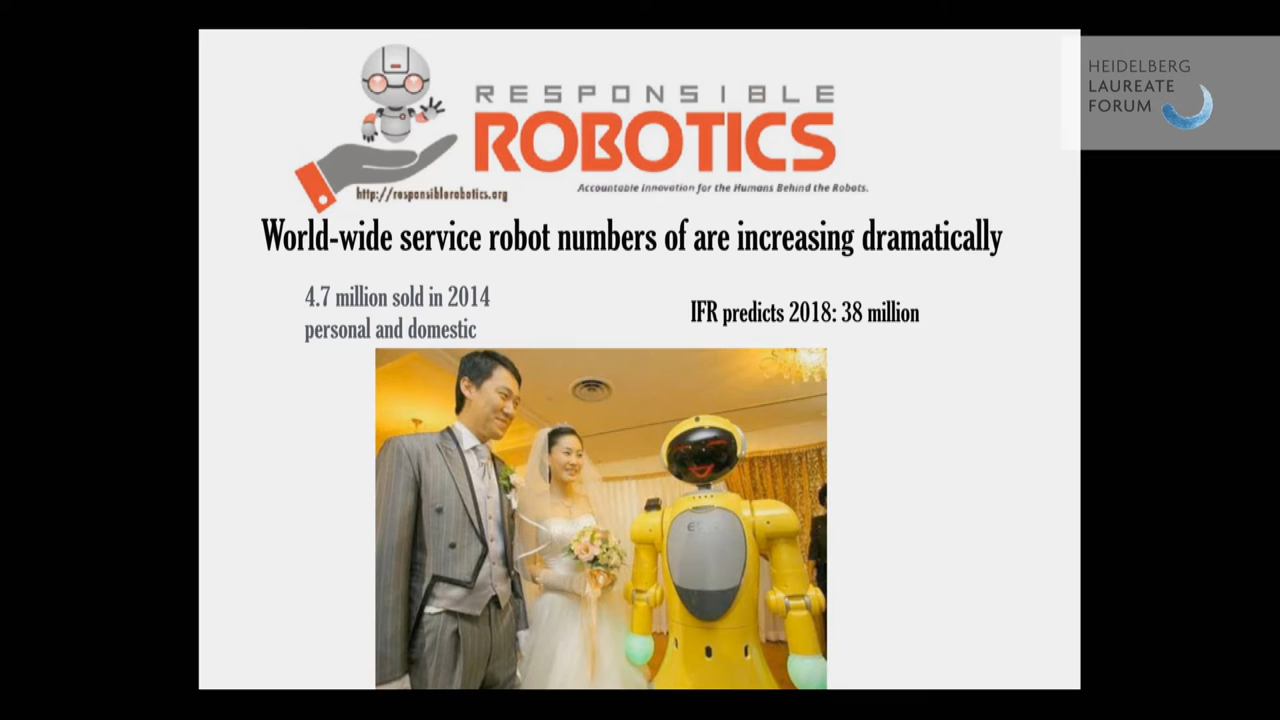 HEIDELBERG
LAUREATE
FORUM
RESPONSIBLE
ROBOTICS
http://responsiblerobotics.org
Accountable Innovation for the Humans Behind the Robots.
World-wide service robot numbers of are increasing dramatically
4.7 million sold in 2014
personal and domestic
IFR predicts 2018: 38 million